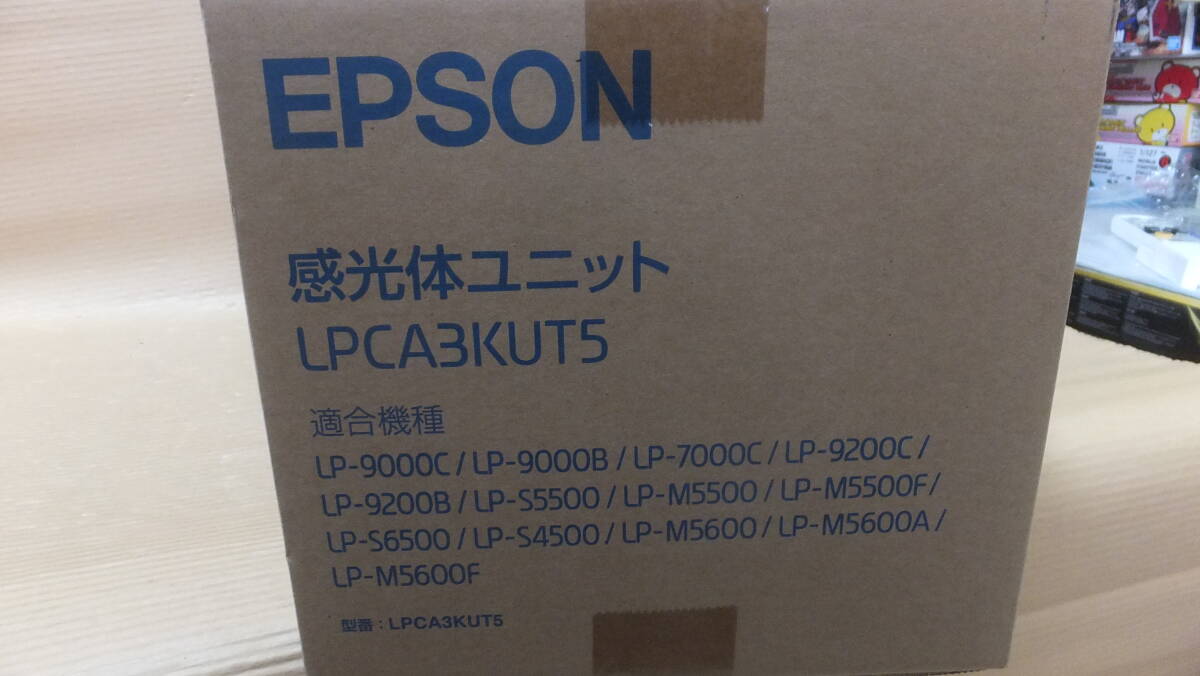 EPSON
感光体ユニット
LPCA3KUT5
適合機種
LP-9000C / LP-9000B / LP-7000C / LP-9200C /
LP-9200B / LP-S5500 / LP-M5500 / LP-M5500F /
LP-S6500 / LP-S4500 / LP-M5600 / LP-M5600A /
LP-M5600F
型番：LPCA3KUT5